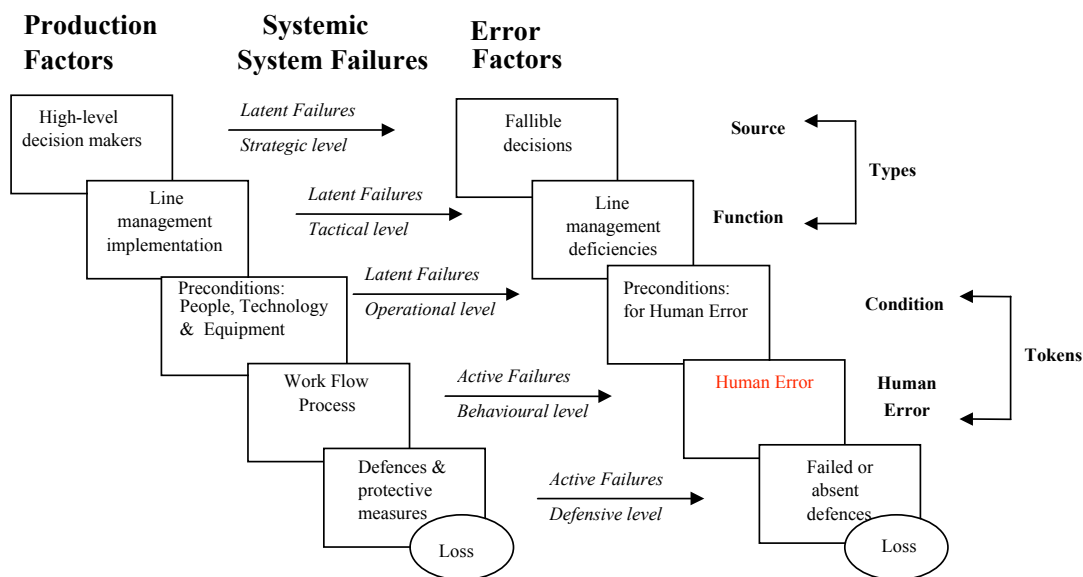 Production
Factors
Systemic
System Failures
Error
Factors
High-level
decision makers
Latent Failures
Strategic level
Fallible
decisions
Source
Types
Line
management
implementation
Latent Failures
Tactical level
Line
management
deficiencies
Function
Preconditions:
People, Technology
& Equipment
Latent Failures
Operational level
Preconditions:
for Human Error
Condition
Tokens
Work Flow
Process
Active Failures
Behavioural level
Human Error
Human
Error
Defences &
protective
measures
Active Failures
Defensive level
Failed or
absent
defences
Loss
Loss